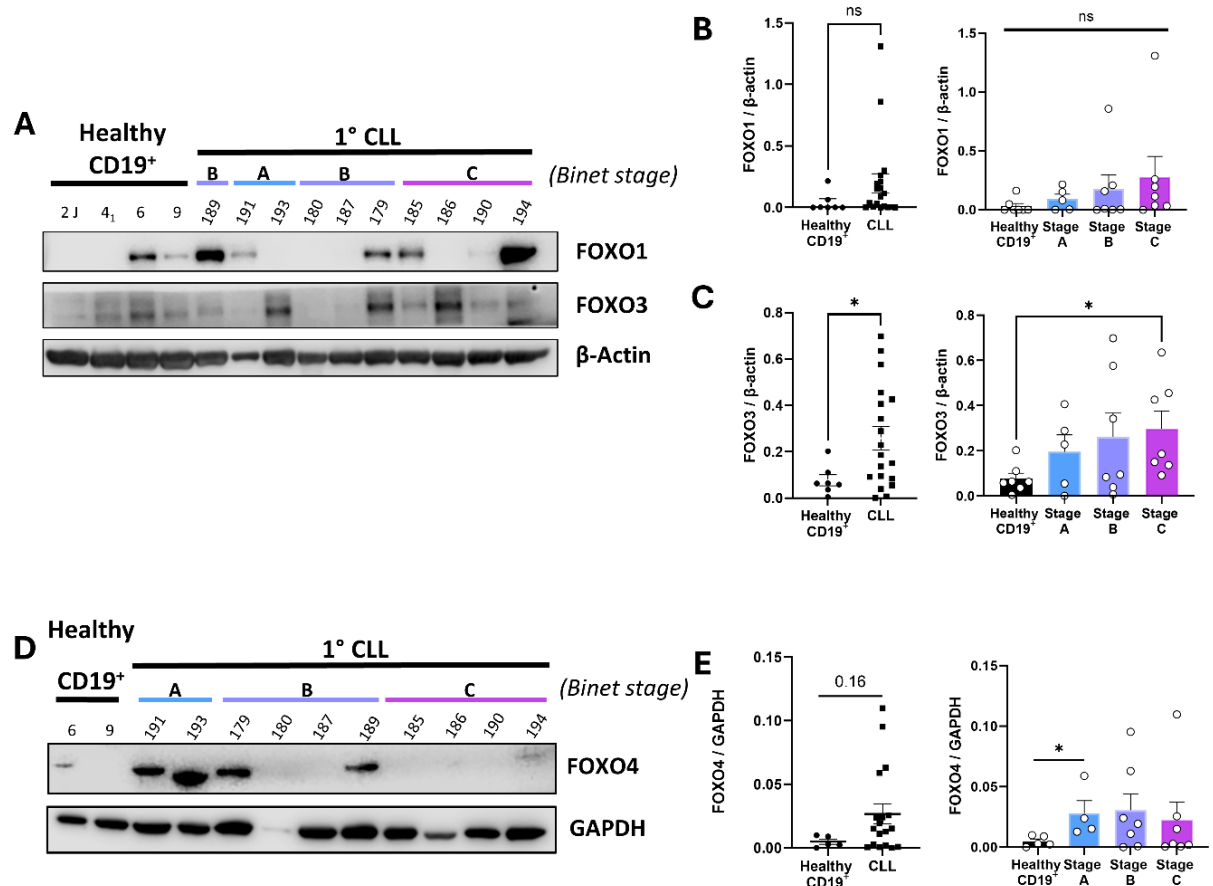 A
Healthy
CD19+
1° CLL
B A B C (Binet stage)
2 J 4₁ 6 9 189 191 193 180 187 179 185 186 190 194
FOXO1
FOXO3
β-Actin
B
ns
FOXO1 / β-actin
1.5
1.0
0.5
0.0
Healthy CLL
CD19+
ns
FOXO1 / β-actin
1.5
1.0
0.5
0.0
Healthy Stage Stage Stage
CD19+ A B C
C
*
FOXO3 / β-actin
0.8
0.6
0.4
0.2
0.0
Healthy CLL
CD19+
*
FOXO3 / β-actin
0.8
0.6
0.4
0.2
0.0
Healthy Stage Stage Stage
CD19+ A B C
D
Healthy
CD19+
1° CLL
A B C (Binet stage)
6 9 191 193 179 180 187 189 185 186 190 194
FOXO4
GAPDH
E
0.16
FOXO4 / GAPDH
0.15
0.10
0.05
0.00
Healthy CLL
CD19+
*
FOXO4 / GAPDH
0.15
0.10
0.05
0.00
Healthy Stage Stage Stage
CD19+ A B C